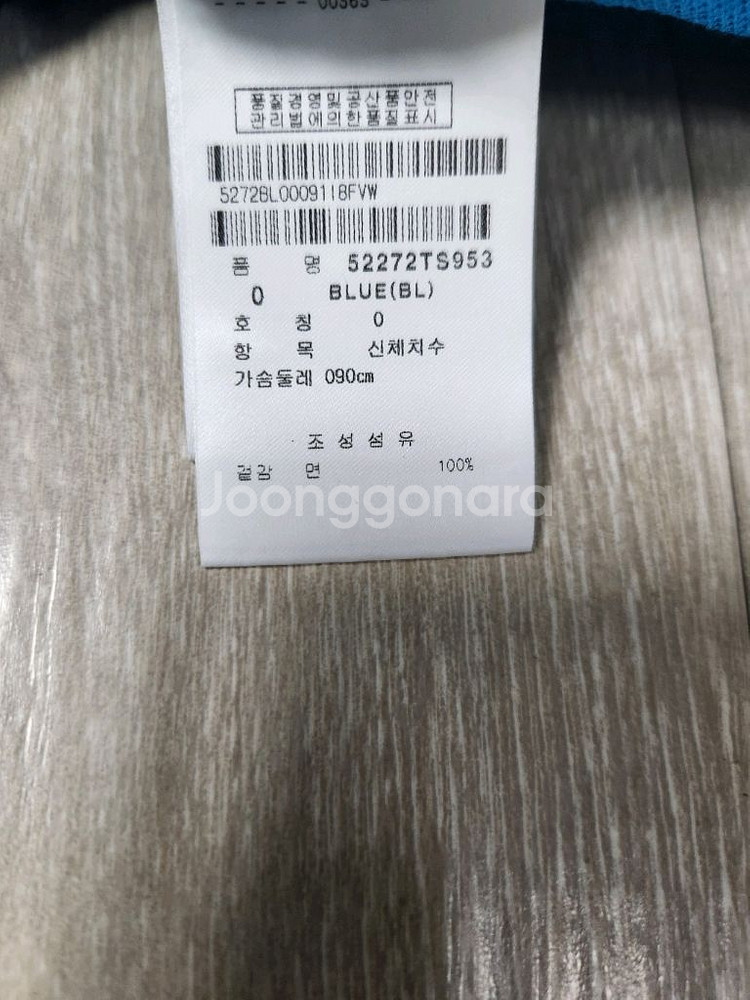 - - - - - 00363 - 
품질경영및공산품안전
관리법에의한품질표시
5272BL0009118FVW
품 명 52272TS953
0 BLUE(BL)
호 칭 0
항 목 신체치수
가슴둘레 090cm
조성섬유
겉감 면 100%
Joonggonara